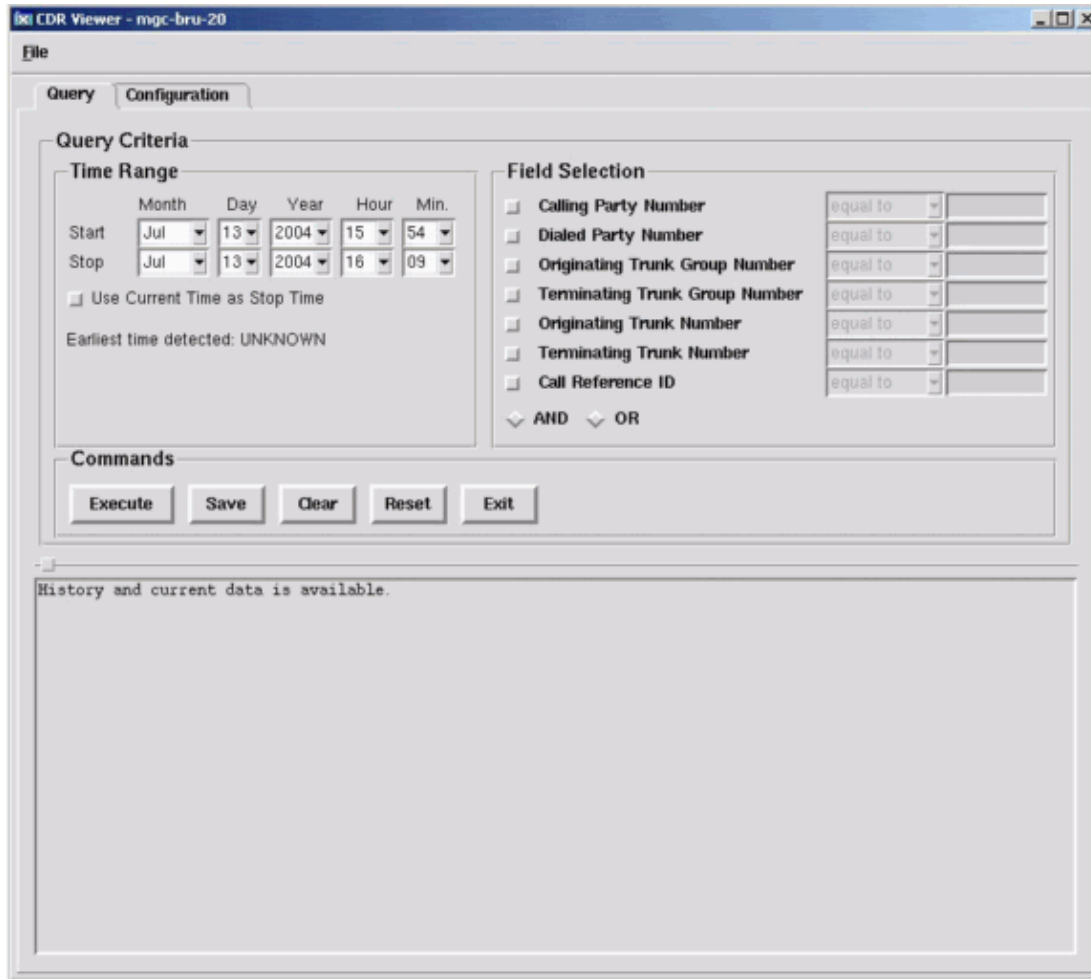 CDR Viewer - mgc-bru-20
File
Query Configuration
Query Criteria
Time Range
Month Day Year Hour Min.
Start Jul 13 2004 15 54
Stop Jul 13 2004 16 09
Use Current Time as Stop Time
Earliest time detected: UNKNOWN
Field Selection
Calling Party Number equal to
Dialed Party Number equal to
Originating Trunk Group Number equal to
Terminating Trunk Group Number equal to
Originating Trunk Number equal to
Terminating Trunk Number equal to
Call Reference ID equal to
AND OR
Commands
Execute Save Clear Reset Exit
History and current data is available.